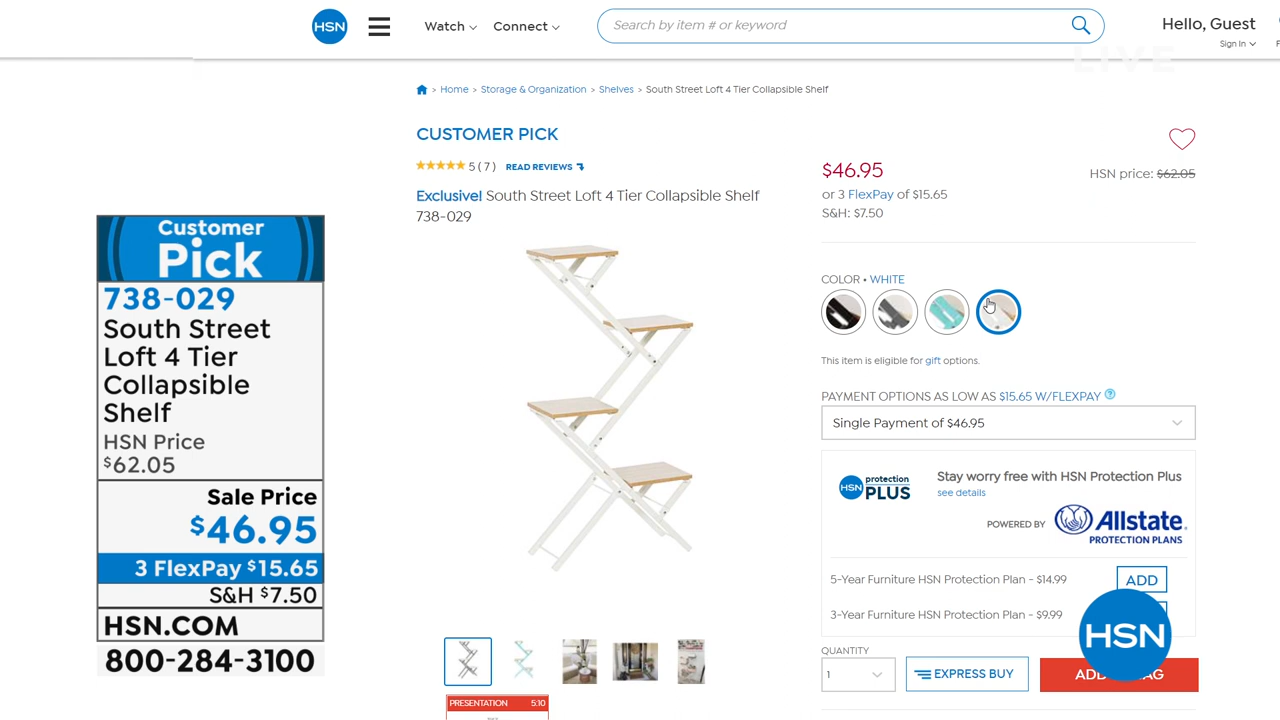 HSN
Watch
Connect
Search by item # or keyword
Hello, Guest
Sign In
LIVE
> Home > Storage & Organization > Shelves > South Street Loft 4 Tier Collapsible Shelf
CUSTOMER PICK
5 ( 7 ) READ REVIEWS
Exclusive! South Street Loft 4 Tier Collapsible Shelf
738-029
$46.95
HSN price: $62.05
or 3 FlexPay of $15.65
S&H: $7.50
COLOR • WHITE
This item is eligible for gift options.
PAYMENT OPTIONS AS LOW AS $15.65 W/FLEXPAY ?
Single Payment of $46.95
HSN protection PLUS
Stay worry free with HSN Protection Plus
see details
POWERED BY Allstate.
PROTECTION PLANS
5-Year Furniture HSN Protection Plan - $14.99 ADD
3-Year Furniture HSN Protection Plan - $9.99
HSN
QUANTITY
1
EXPRESS BUY
PRESENTATION 5:10
Customer
Pick
738-029
South Street
Loft 4 Tier
Collapsible
Shelf
HSN Price
$62.05
Sale Price
$46.95
3 FlexPay $15.65
S&H $7.50
HSN.COM
800-284-3100